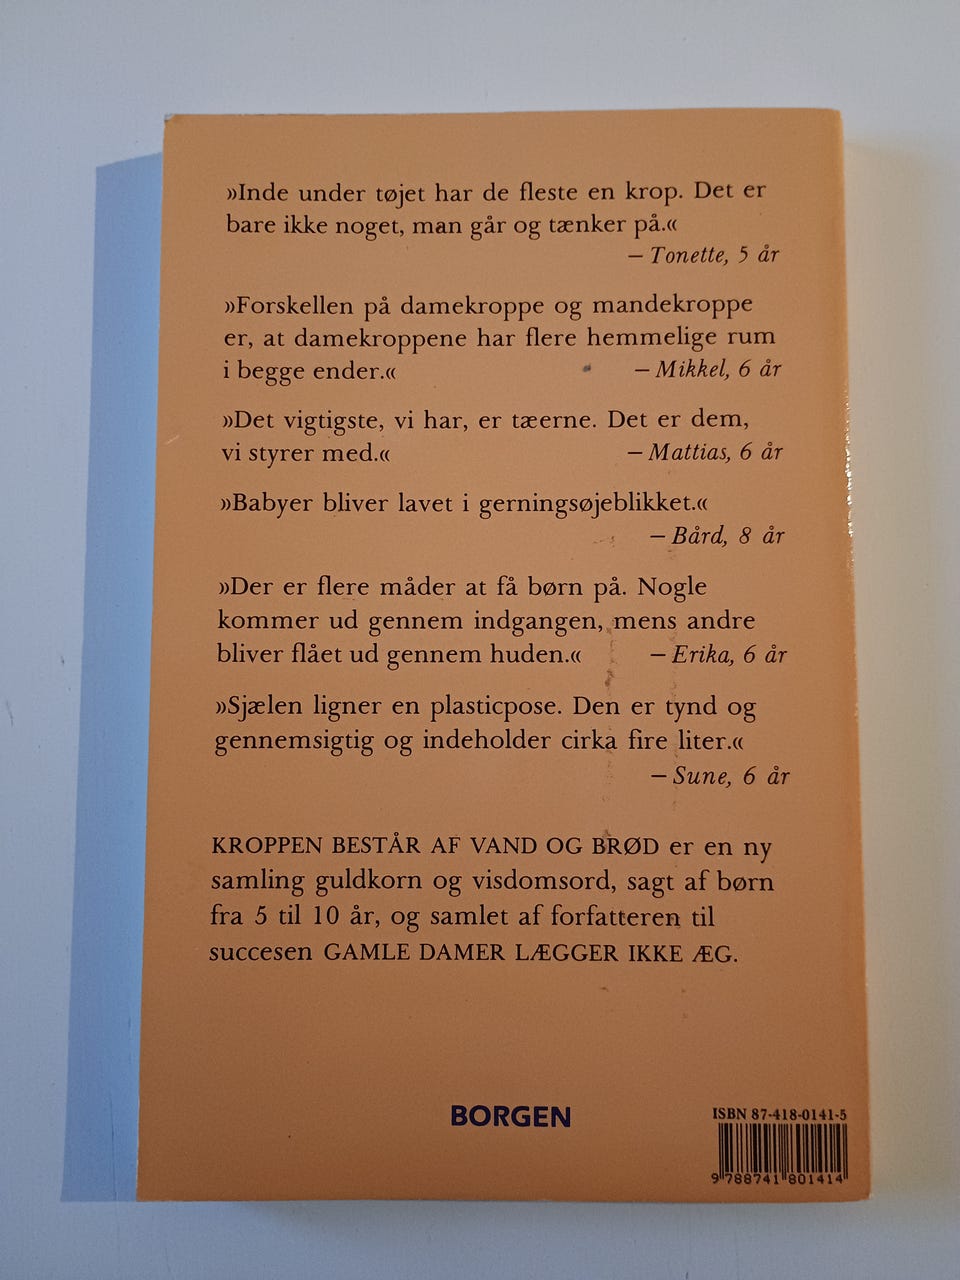 »Inde under tøjet har de fleste en krop. Det er
bare ikke noget, man går og tænker på.«
– Tonette, 5 år
»Forskellen på damekroppe og mandekroppe
er, at damekroppene har flere hemmelige rum
i begge ender.« – Mikkel, 6 år
»Det vigtigste, vi har, er tæerne. Det er dem,
vi styrer med.« – Mattias, 6 år
»Babyer bliver lavet i gerningsøjeblikket.«
– Bård, 8 år
»Der er flere måder at få børn på. Nogle
kommer ud gennem indgangen, mens andre
bliver flået ud gennem huden.« – Erika, 6 år
»Sjælen ligner en plasticpose. Den er tynd og
gennemsigtig og indeholder cirka fire liter.«
– Sune, 6 år
KROPPEN BESTÅR AF VAND OG BRØD er en ny
samling guldkorn og visdomsord, sagt af børn
fra 5 til 10 år, og samlet af forfatteren til
succesen GAMLE DAMER LÆGGER IKKE ÆG.
BORGEN
ISBN 87-418-0141-5
9 788741 801414